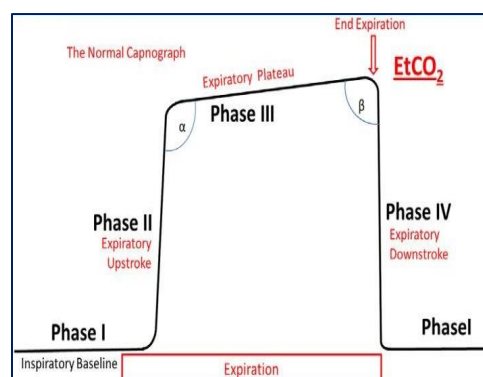 End Expiration
The Normal Capnograph
EtCO2
Expiratory Plateau
α
β
Phase III
Phase II
Expiratory
Upstroke
Phase IV
Expiratory
Downstroke
Phase I
PhaseI
Inspiratory Baseline
Expiration